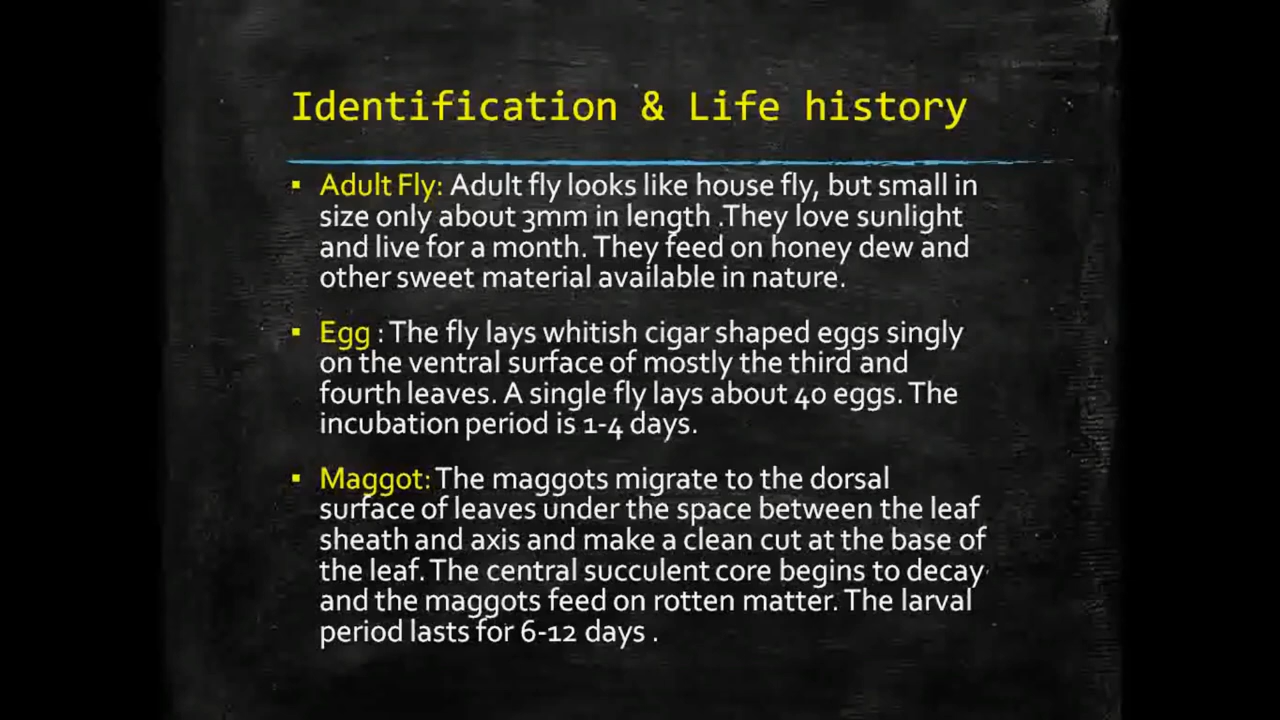 Identification & Life history
▪ Adult Fly: Adult fly looks like house fly, but small in
size only about 3mm in length .They love sunlight
and live for a month. They feed on honey dew and
other sweet material available in nature.
▪ Egg : The fly lays whitish cigar shaped eggs singly
on the ventral surface of mostly the third and
fourth leaves. A single fly lays about 40 eggs. The
incubation period is 1-4 days.
▪ Maggot: The maggots migrate to the dorsal
surface of leaves under the space between the leaf
sheath and axis and make a clean cut at the base of
the leaf. The central succulent core begins to decay
and the maggots feed on rotten matter. The larval
period lasts for 6-12 days .